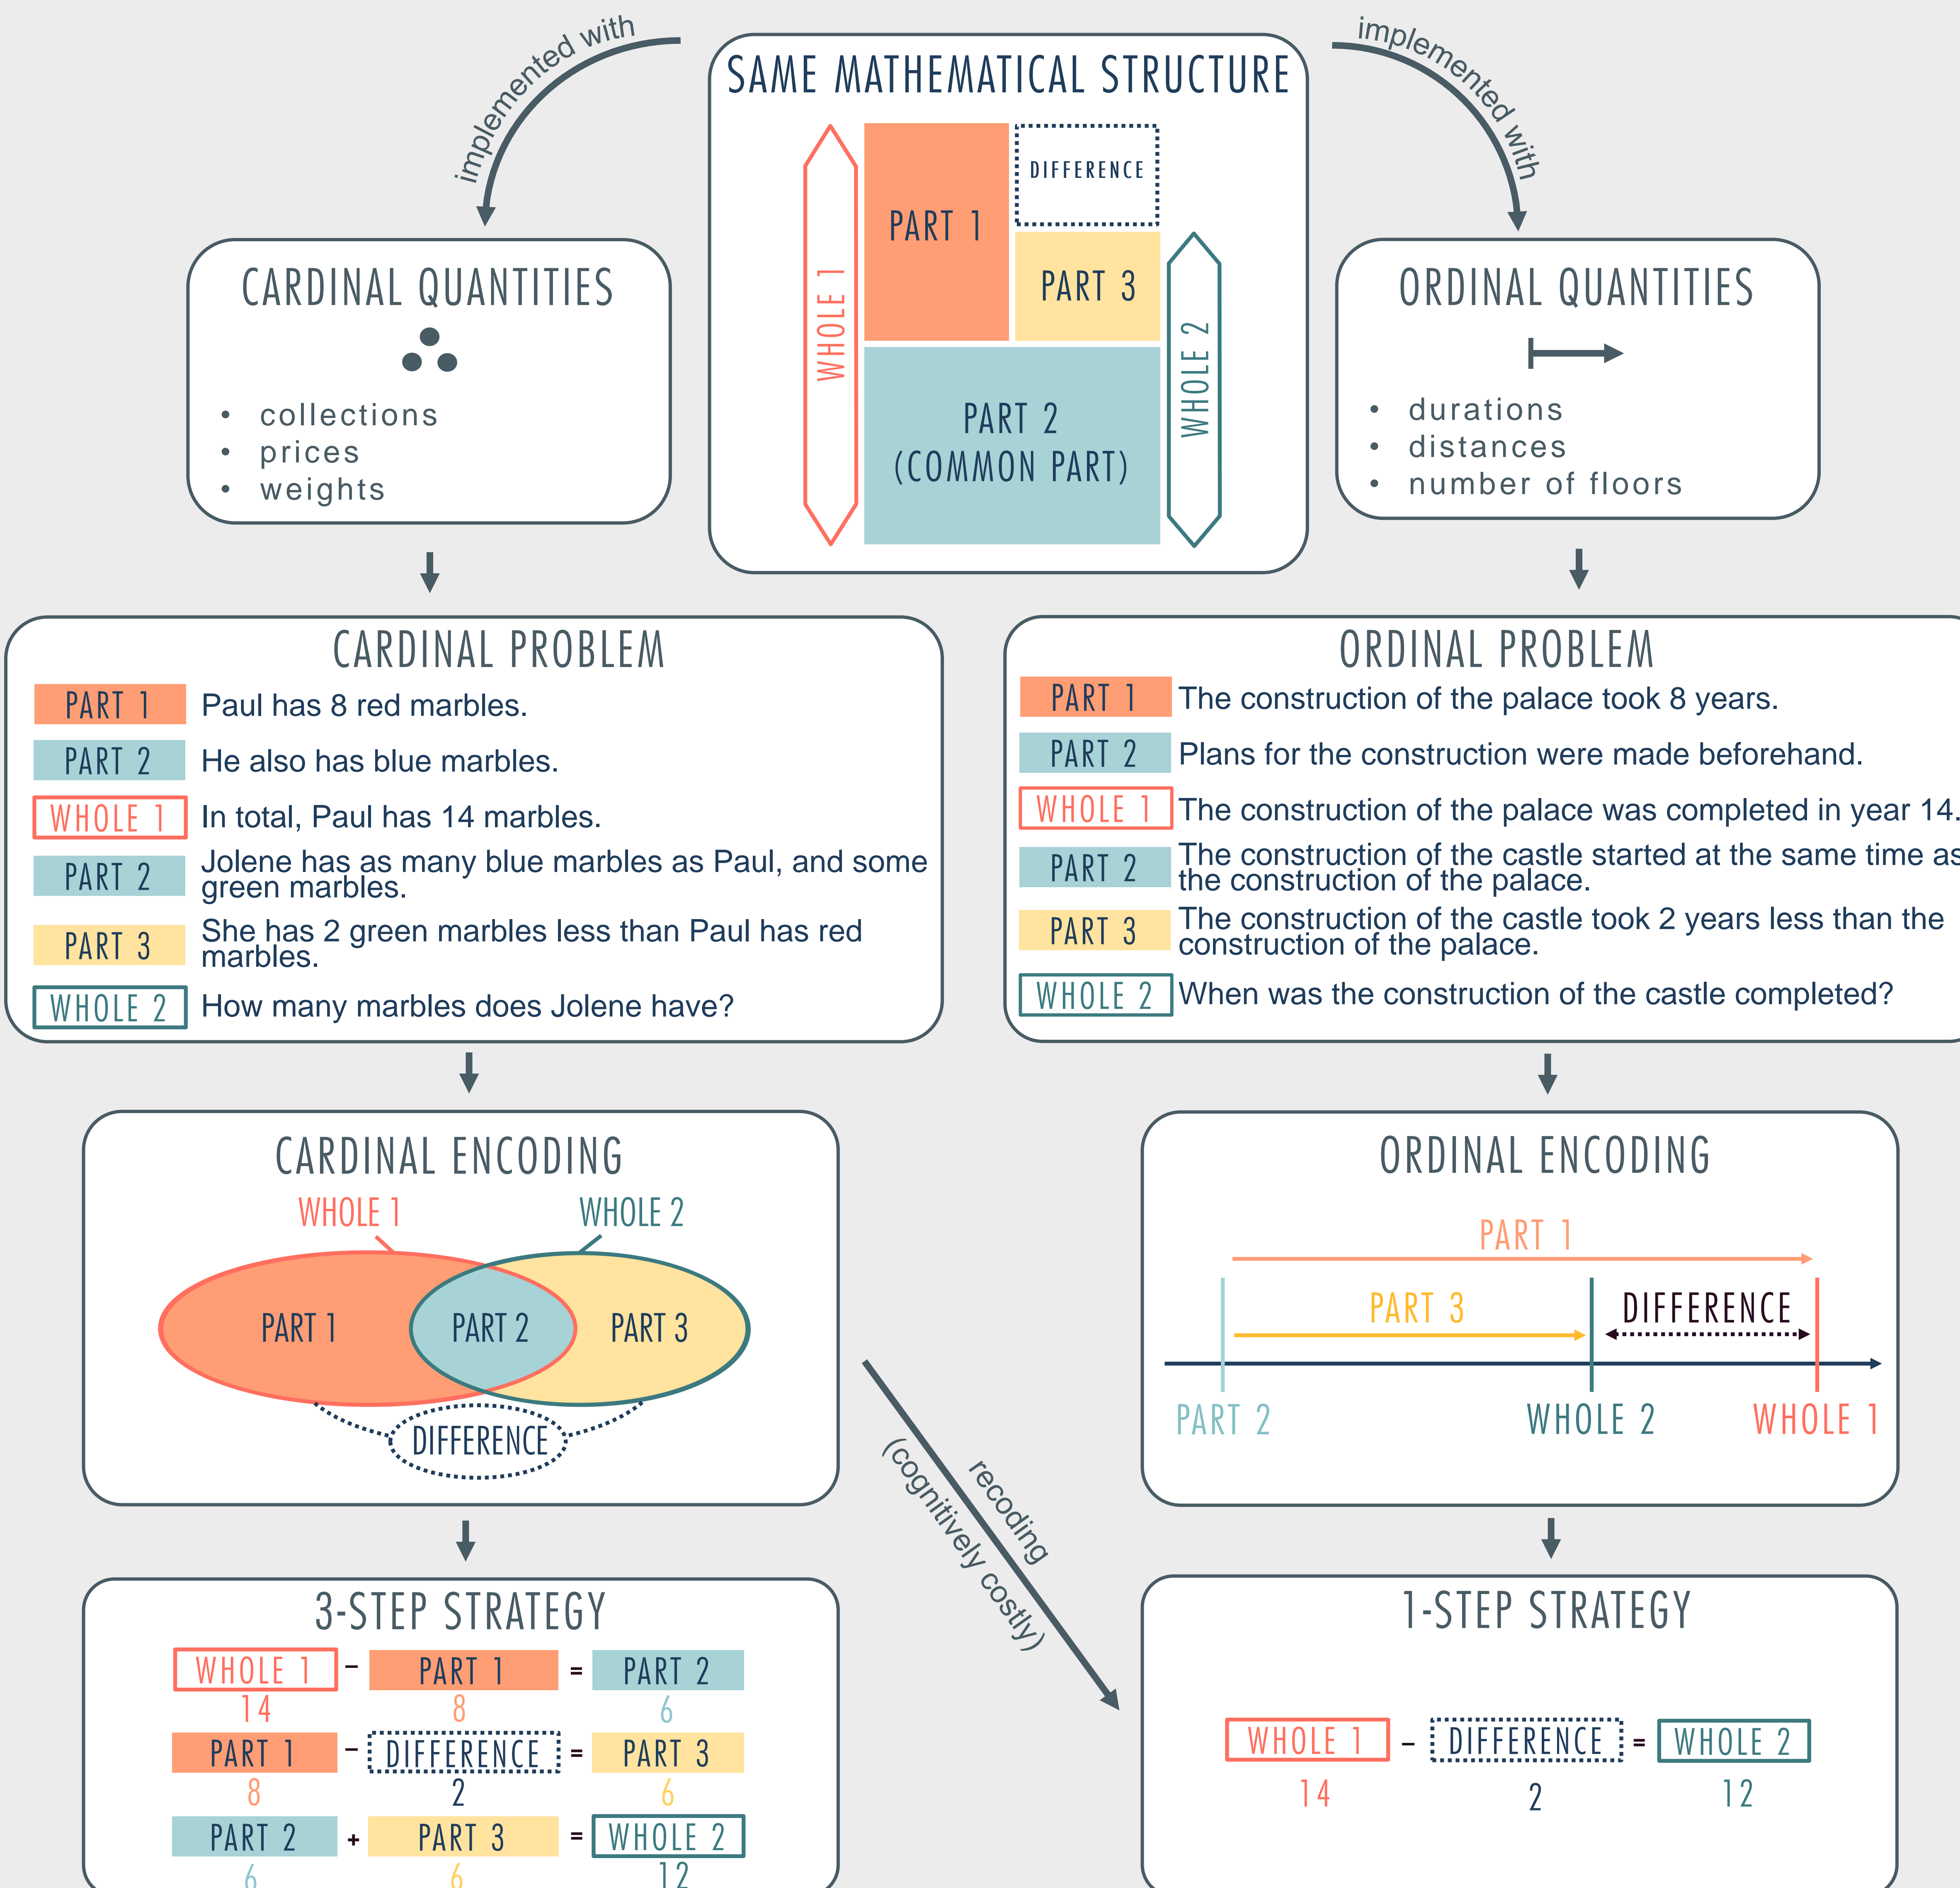 implemented with
implemented with
SAME MATHEMATICAL STRUCTURE
WHOLE 1
PART 1
DIFFERENCE
PART 3
PART 2
(COMMON PART)
WHOLE 2
CARDINAL QUANTITIES
• collections
• prices
• weights
ORDINAL QUANTITIES
• durations
• distances
• number of floors
CARDINAL PROBLEM
PART 1 Paul has 8 red marbles.
PART 2 He also has blue marbles.
WHOLE 1 In total, Paul has 14 marbles.
PART 2 Jolene has as many blue marbles as Paul, and some
green marbles.
PART 3 She has 2 green marbles less than Paul has red
marbles.
WHOLE 2 How many marbles does Jolene have?
ORDINAL PROBLEM
PART 1 The construction of the palace took 8 years.
PART 2 Plans for the construction were made beforehand.
WHOLE 1 The construction of the palace was completed in year 14.
PART 2 The construction of the castle started at the same time as
the construction of the palace.
PART 3 The construction of the castle took 2 years less than the
construction of the palace.
WHOLE 2 When was the construction of the castle completed?
CARDINAL ENCODING
WHOLE 1 WHOLE 2
PART 1 PART 2 PART 3
DIFFERENCE
ORDINAL ENCODING
PART 1
PART 3 DIFFERENCE
PART 2 WHOLE 2 WHOLE 1
recoding
(cognitively costly)
3-STEP STRATEGY
WHOLE 1 - PART 1 = PART 2
14 8 6
PART 1 - DIFFERENCE = PART 3
8 2 6
PART 2 + PART 3 = WHOLE 2
6 6 12
1-STEP STRATEGY
WHOLE 1 - DIFFERENCE = WHOLE 2
14 2 12